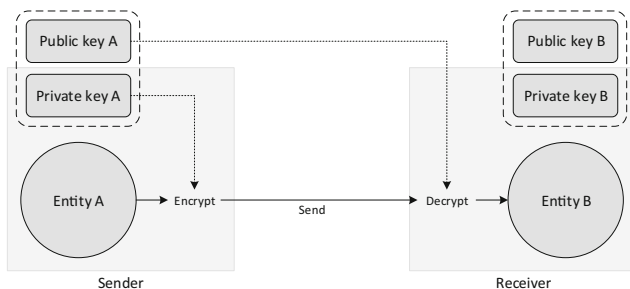 Public key A
Public key B
Private key A
Private key B
Entity A
Encrypt
Send
Decrypt
Entity B
Sender
Receiver